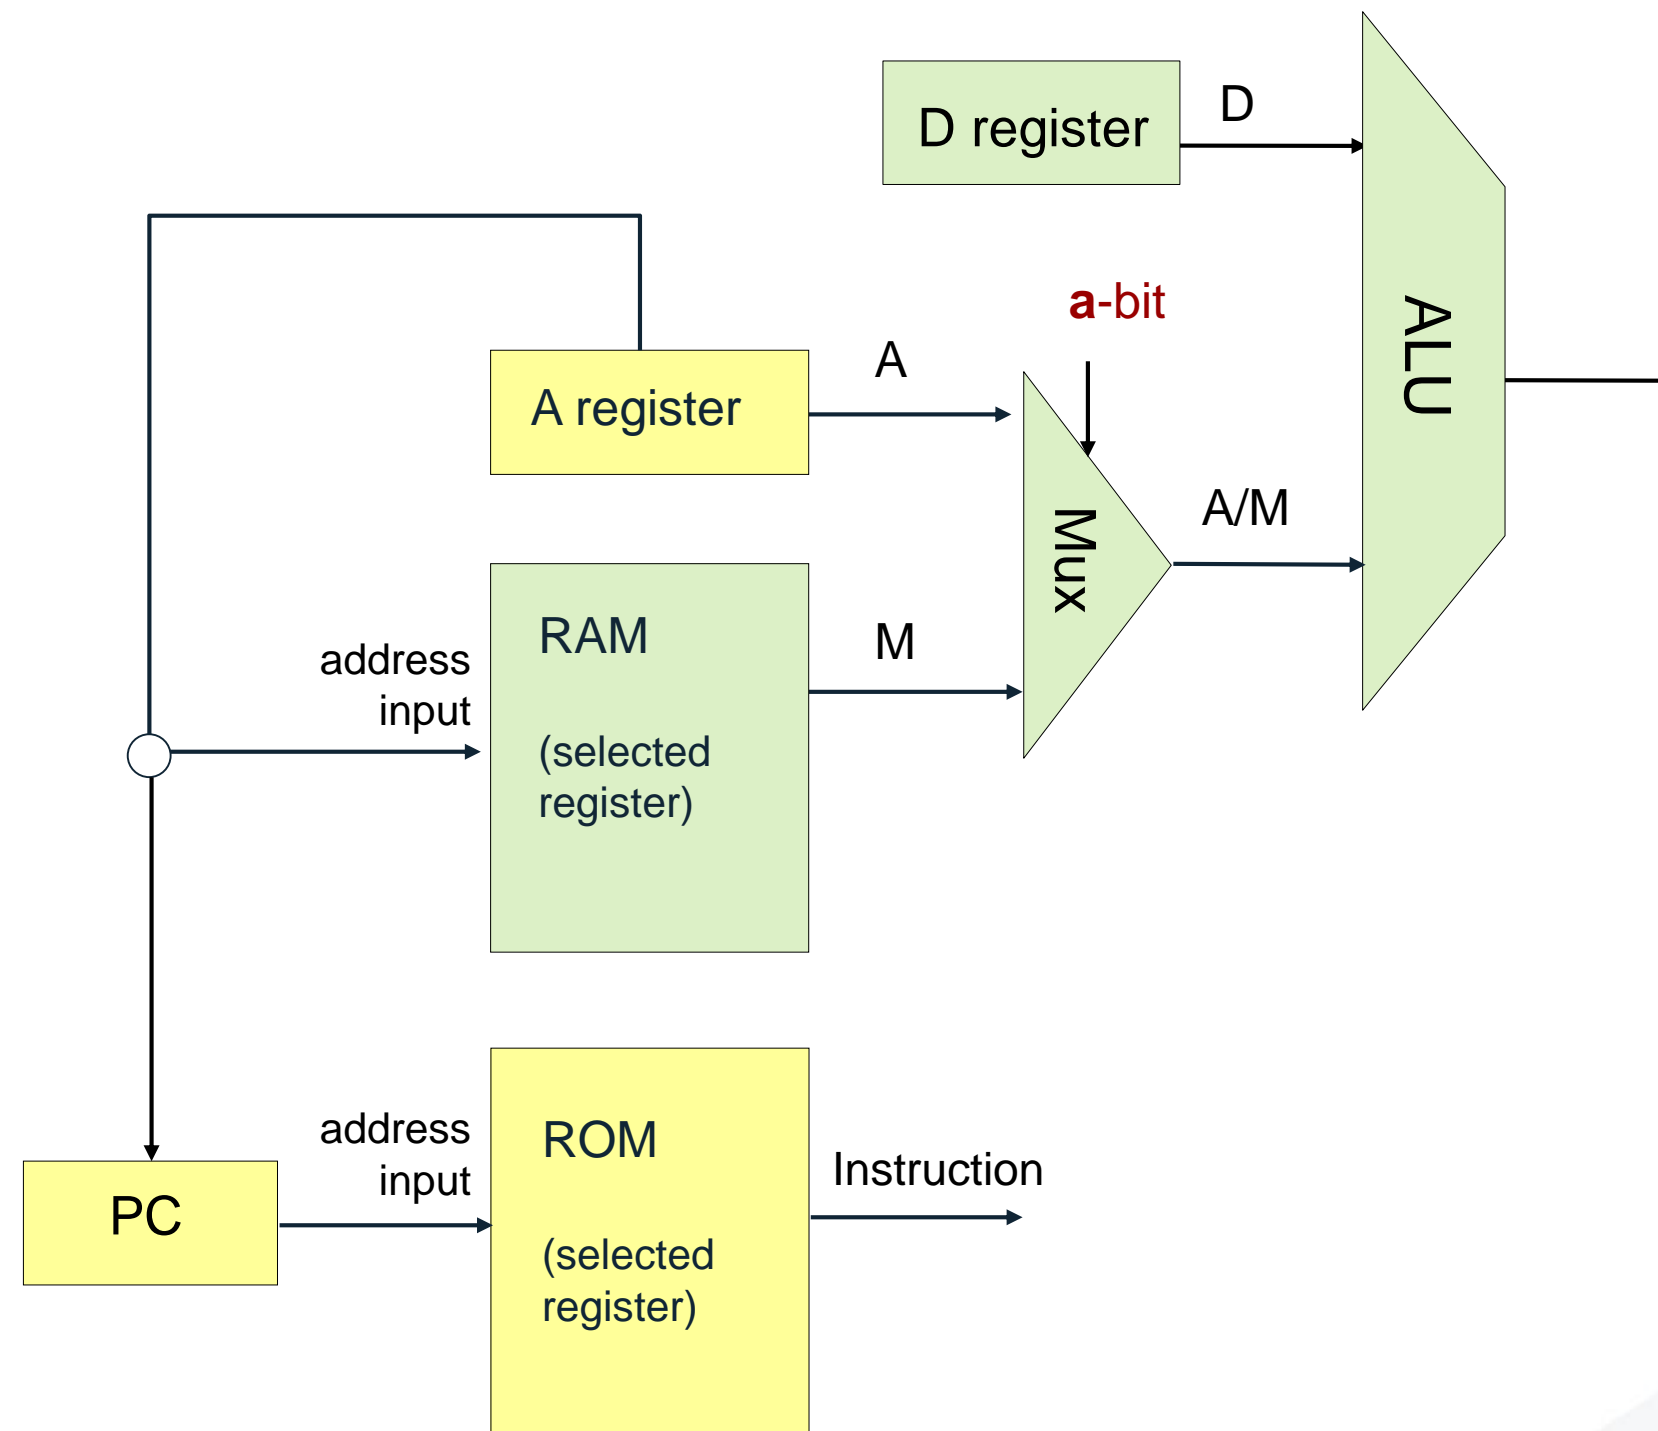 D register
D
ALU
a-bit
A register
A
Mux
A/M
RAM
(selected
register)
address
input
M
PC
address
input
ROM
(selected
register)
Instruction